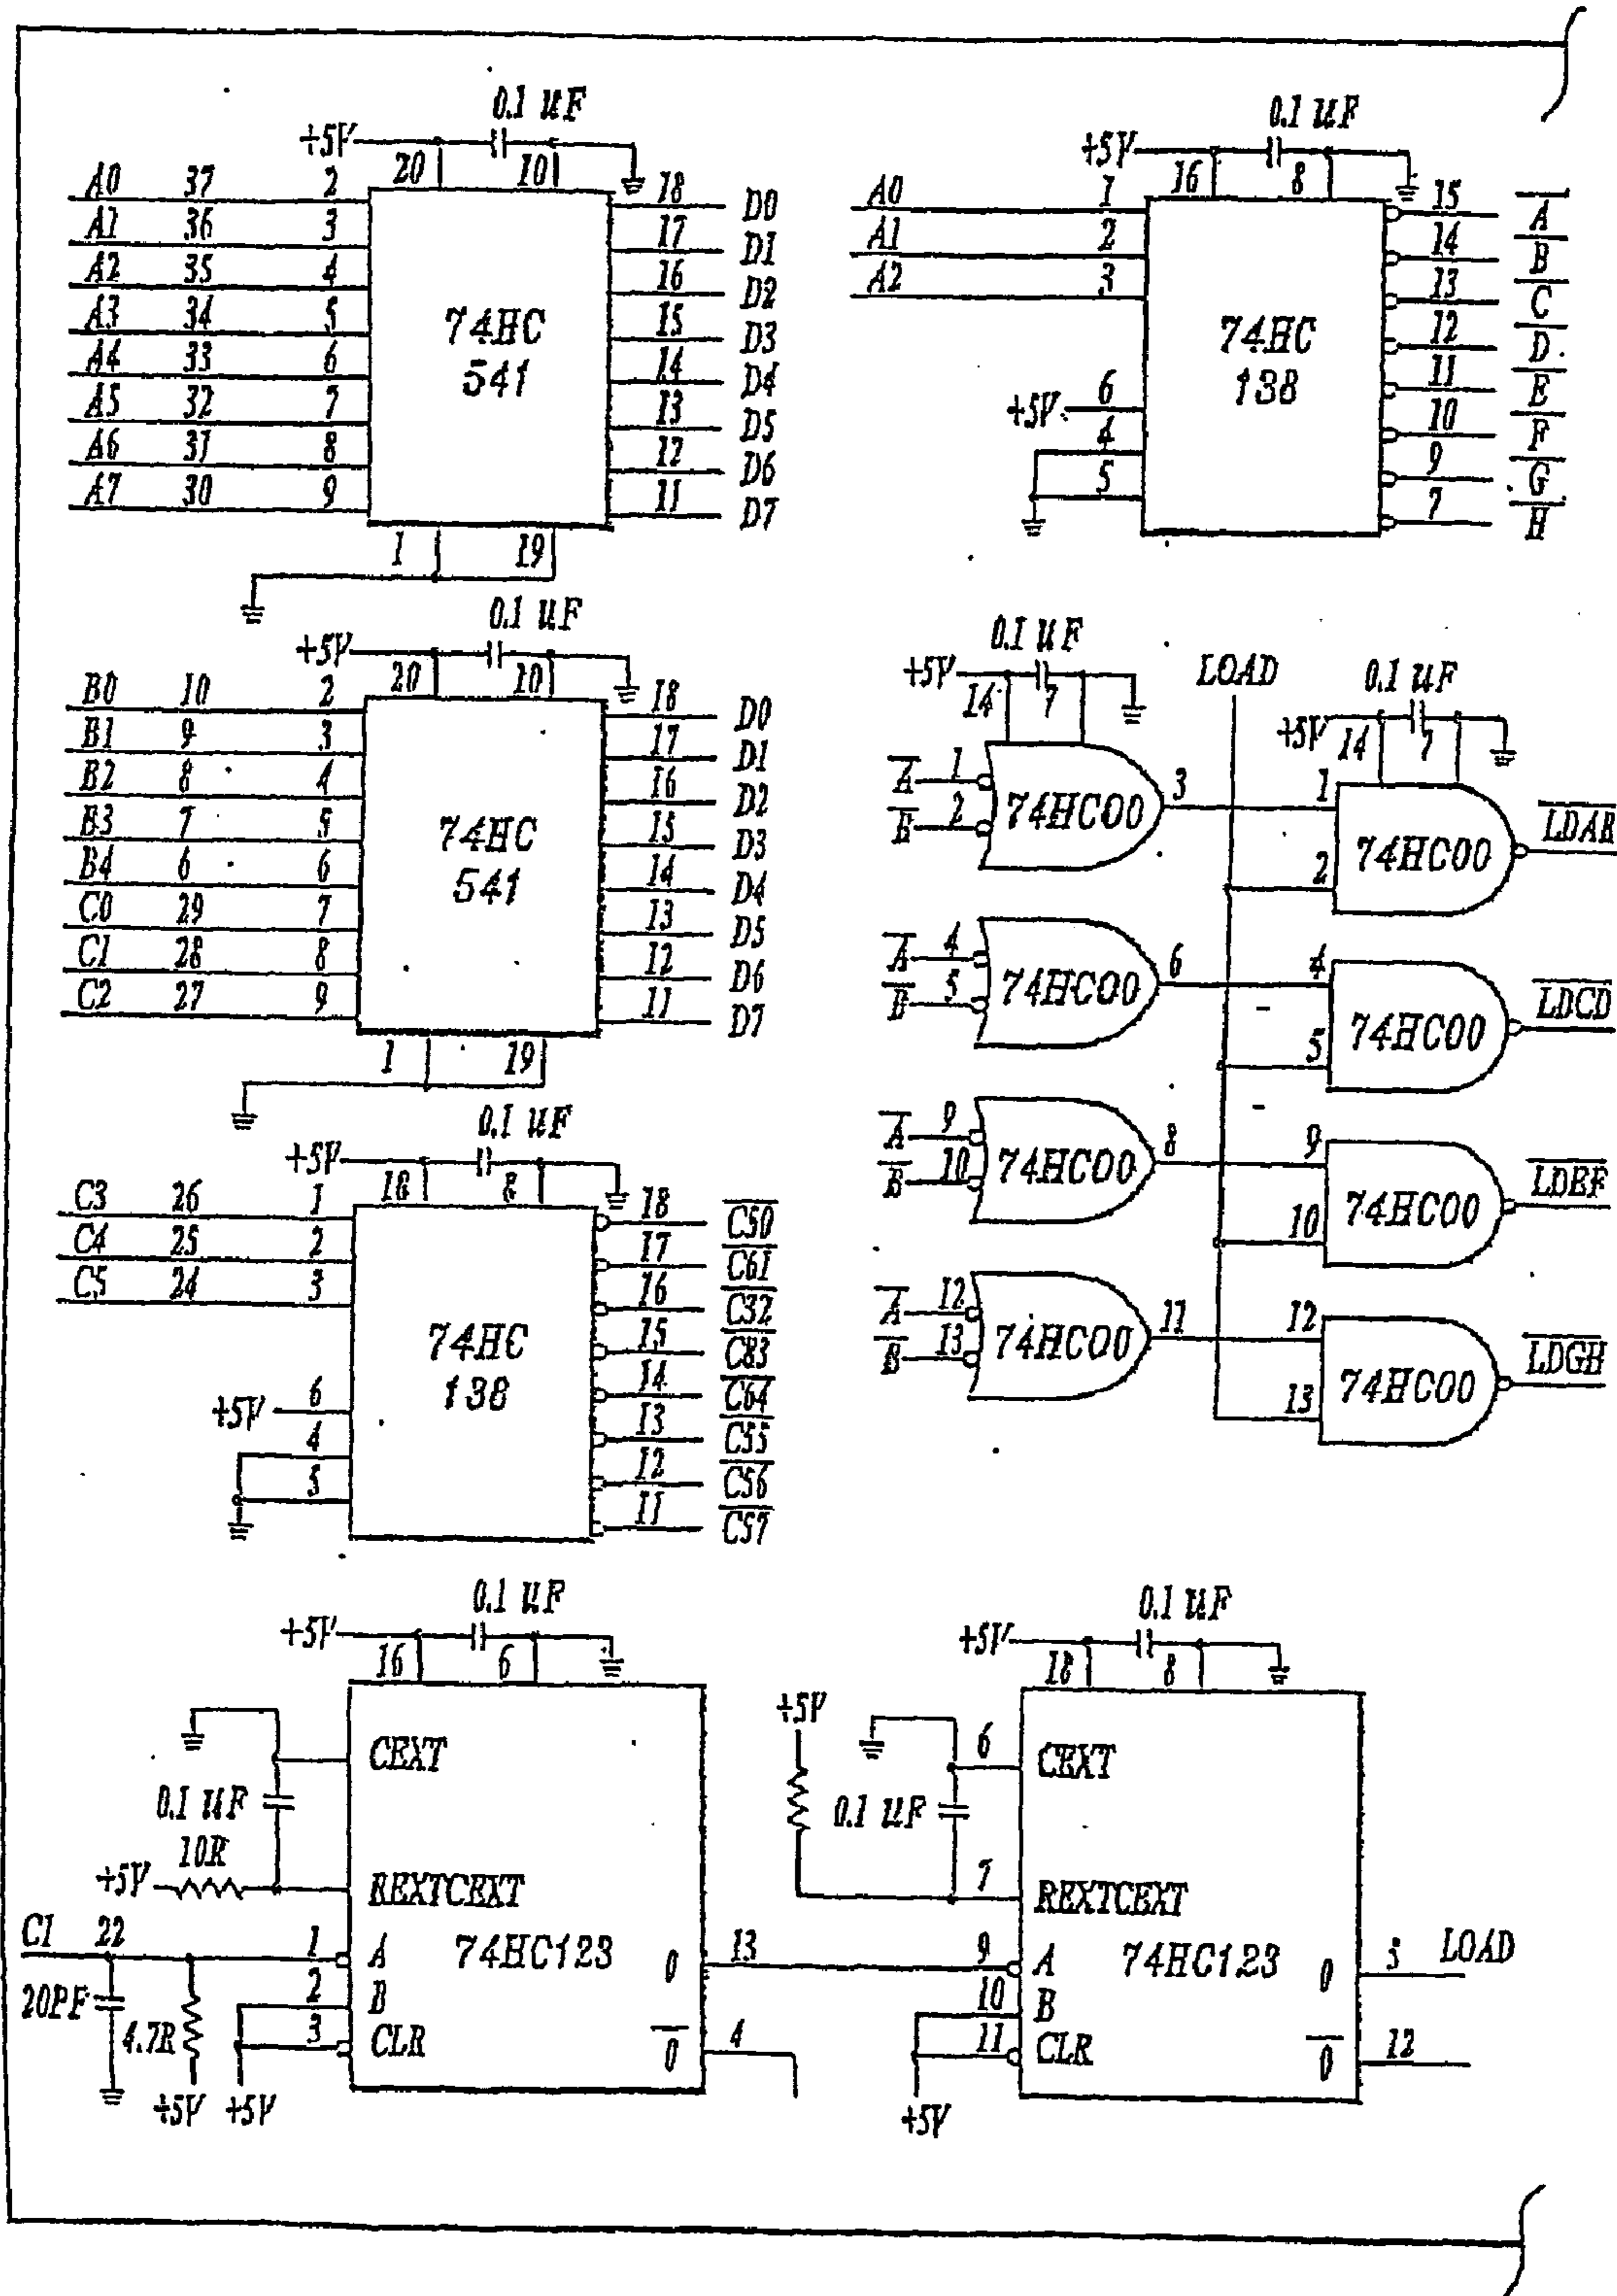 0.1 uF
+5V
20 10
A0 37 2
A1 36 3
A2 35 4
A3 34 5
A4 33 6
A5 32 7
A6 31 8
A7 30 9
74HC
541
18 D0
17 D1
16 D2
15 D3
14 D4
13 D5
12 D6
11 D7
1 19
0.1 uF
+5V
16 8
A0 1
A1 2
A2 3
+5V 6
4
5
74HC
138
15 A
14 B
13 C
12 D
11 E
10 F
9 G
7 H
0.1 uF
+5V
20 10
B0 10 2
B1 9 3
B2 8 4
B3 7 5
B4 6 6
C0 29 7
C1 28 8
C2 27 9
74HC
541
18 D0
17 D1
16 D2
15 D3
14 D4
13 D5
12 D6
11 D7
1 19
0.1 uF
+5V
14 7
LOAD
0.1 uF
+5V
14 7
A 1
B 2
74HC00
3
1
2
74HC00
LDAB
A 4
B 5
74HC00
6
4
5
74HC00
LDCD
A 9
B 10
74HC00
8
9
10
74HC00
LDEF
A 12
B 13
74HC00
11
12
13
74HC00
LDGH
0.1 uF
+5V
18 8
C3 26 1
C4 25 2
C5 24 3
+5V 6
4
5
74HC
138
18 CS0
17 C61
16 C32
15 C83
14 C64
13 C55
12 C56
11 C57
0.1 uF
+5V
16 6
CEXT
0.1 uF
10R
+5V
REXTCEXT
74HC123
CI 22 1 A
2 B
3 CLR
20PF
4.7R
+5V +5V
13
0
0 4
0.1 uF
+5V
18 8
+5V
6 CEXT
0.1 uF
7 REXTCEXT
74HC123
9 A
10 B
11 CLR
+5V
0 5 LOAD
0 12